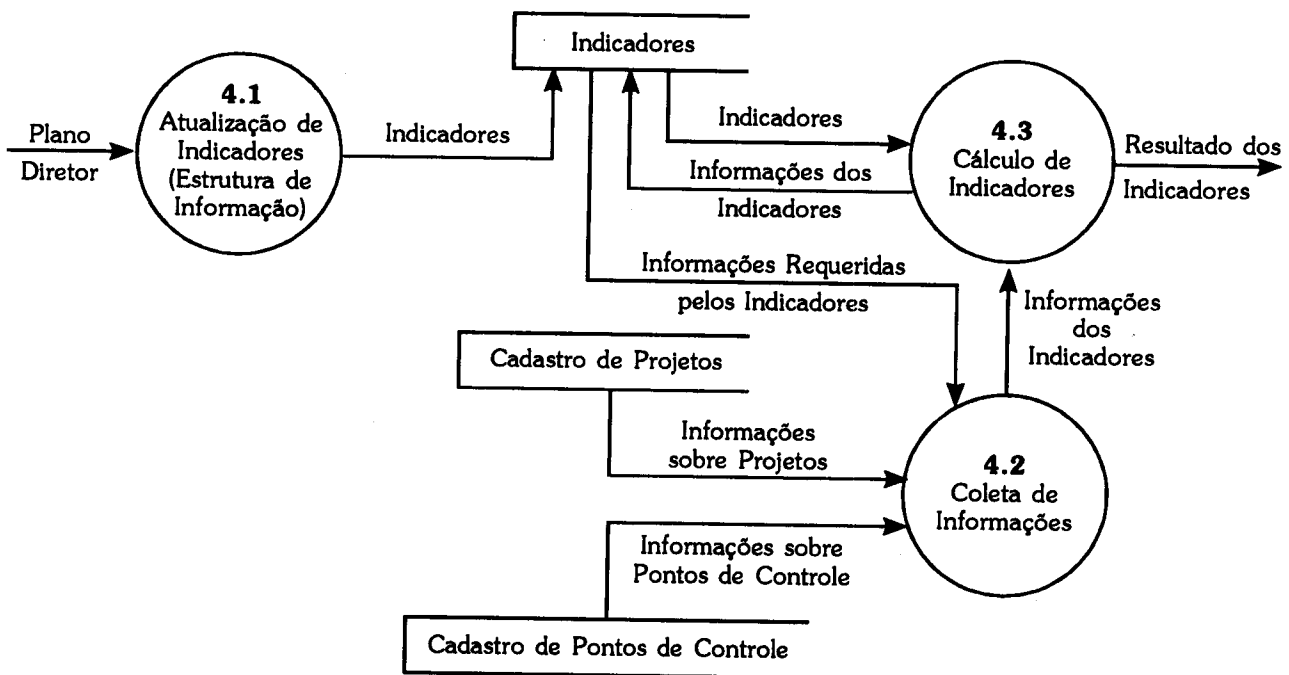 Indicadores
4.1
Atualização de
Indicadores
(Estrutura de
Informação)
Plano
Diretor
Indicadores
Indicadores
Informações dos
Indicadores
4.3
Cálculo de
Indicadores
Resultado dos
Indicadores
Informações Requeridas
pelos Indicadores
Informações
dos
Indicadores
Cadastro de Projetos
Informações
sobre Projetos
4.2
Coleta de
Informações
Informações sobre
Pontos de Controle
Cadastro de Pontos de Controle